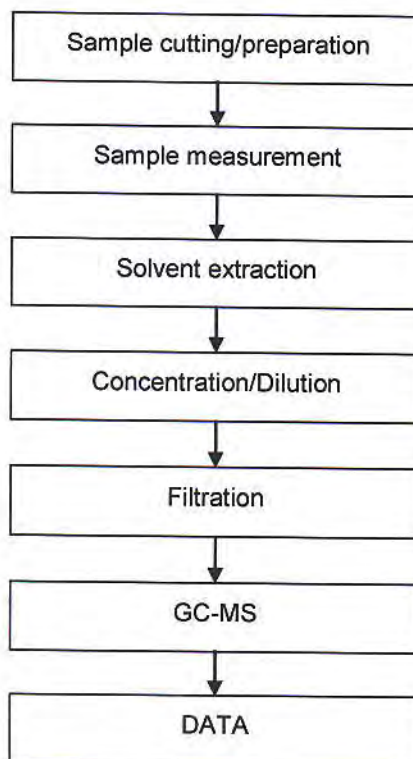 Sample cutting/preparation
Sample measurement
Solvent extraction
Concentration/Dilution
Filtration
GC-MS
DATA